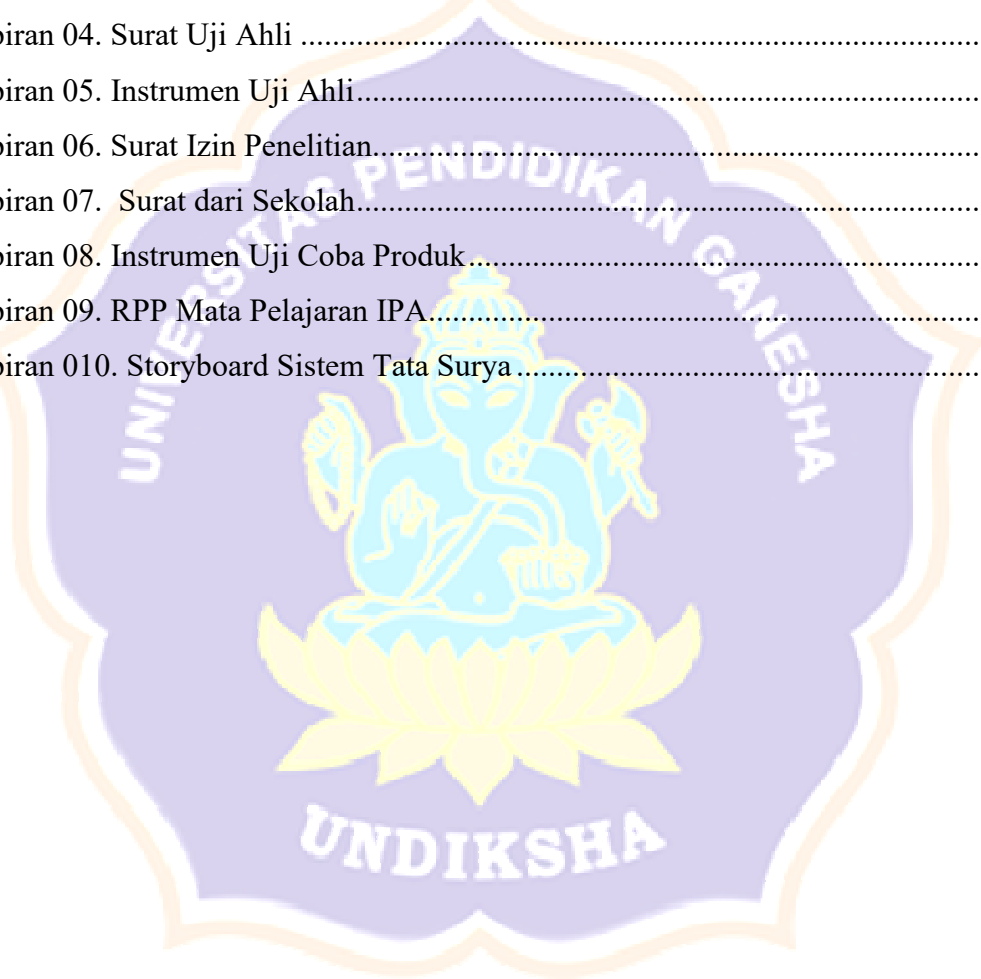 piran 04. Surat Uji Ahli ....................................................................................
piran 05. Instrumen Uji Ahli............................................................................
piran 06. Surat Izin Penelitian.........................................................................
piran 07.  Surat dari Sekolah...........................................................................
piran 08. Instrumen Uji Coba Produk.............................................................
piran 09. RPP Mata Pelajaran IPA..................................................................
piran 010. Storyboard Sistem Tata Surya.......................................................
UNIVERSITAS PENDIDIKAN GANESHA
UNDIKSHA